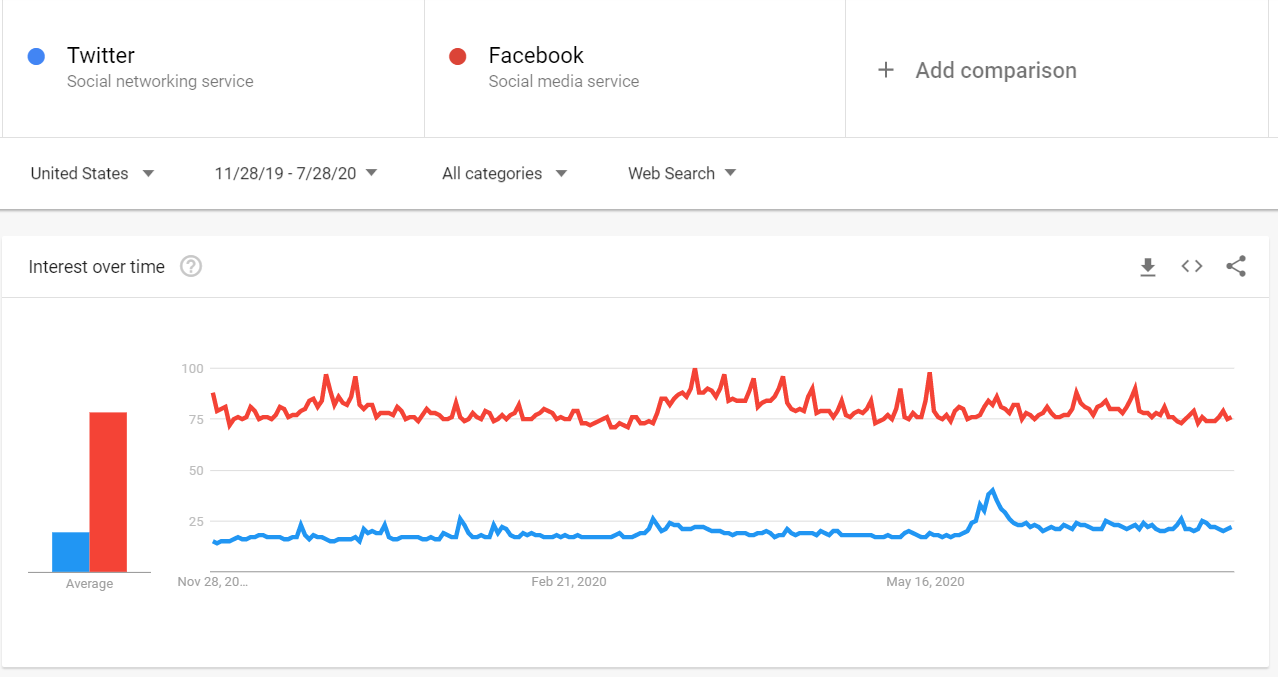 Twitter
Social networking service
Facebook
Social media service
+ Add comparison
United States
11/28/19 - 7/28/20
All categories
Web Search
Interest over time
?
100
75
50
25
Average
Nov 28, 20...
Feb 21, 2020
May 16, 2020